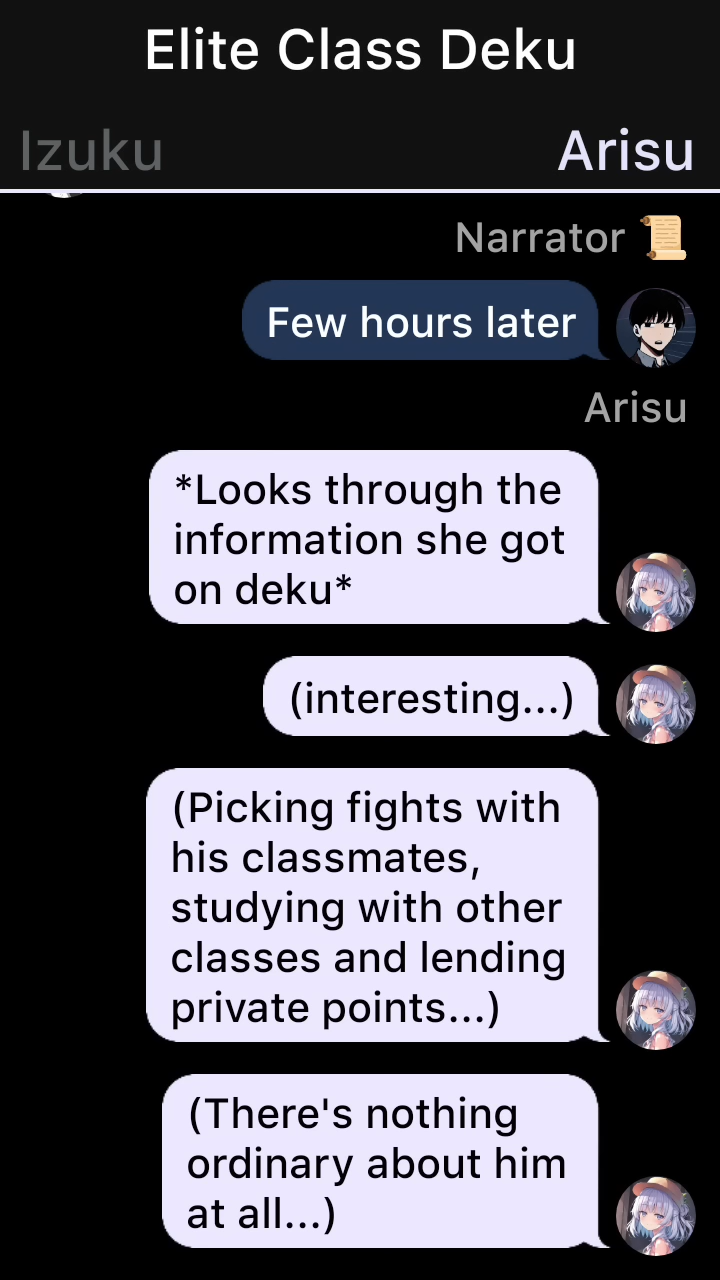 Elite Class Deku
Izuku
Arisu
Narrator 📜
Few hours later
Arisu
*Looks through the
information she got
on deku*
(interesting...)
(Picking fights with
his classmates,
studying with other
classes and lending
private points...)
(There's nothing
ordinary about him
at all...)